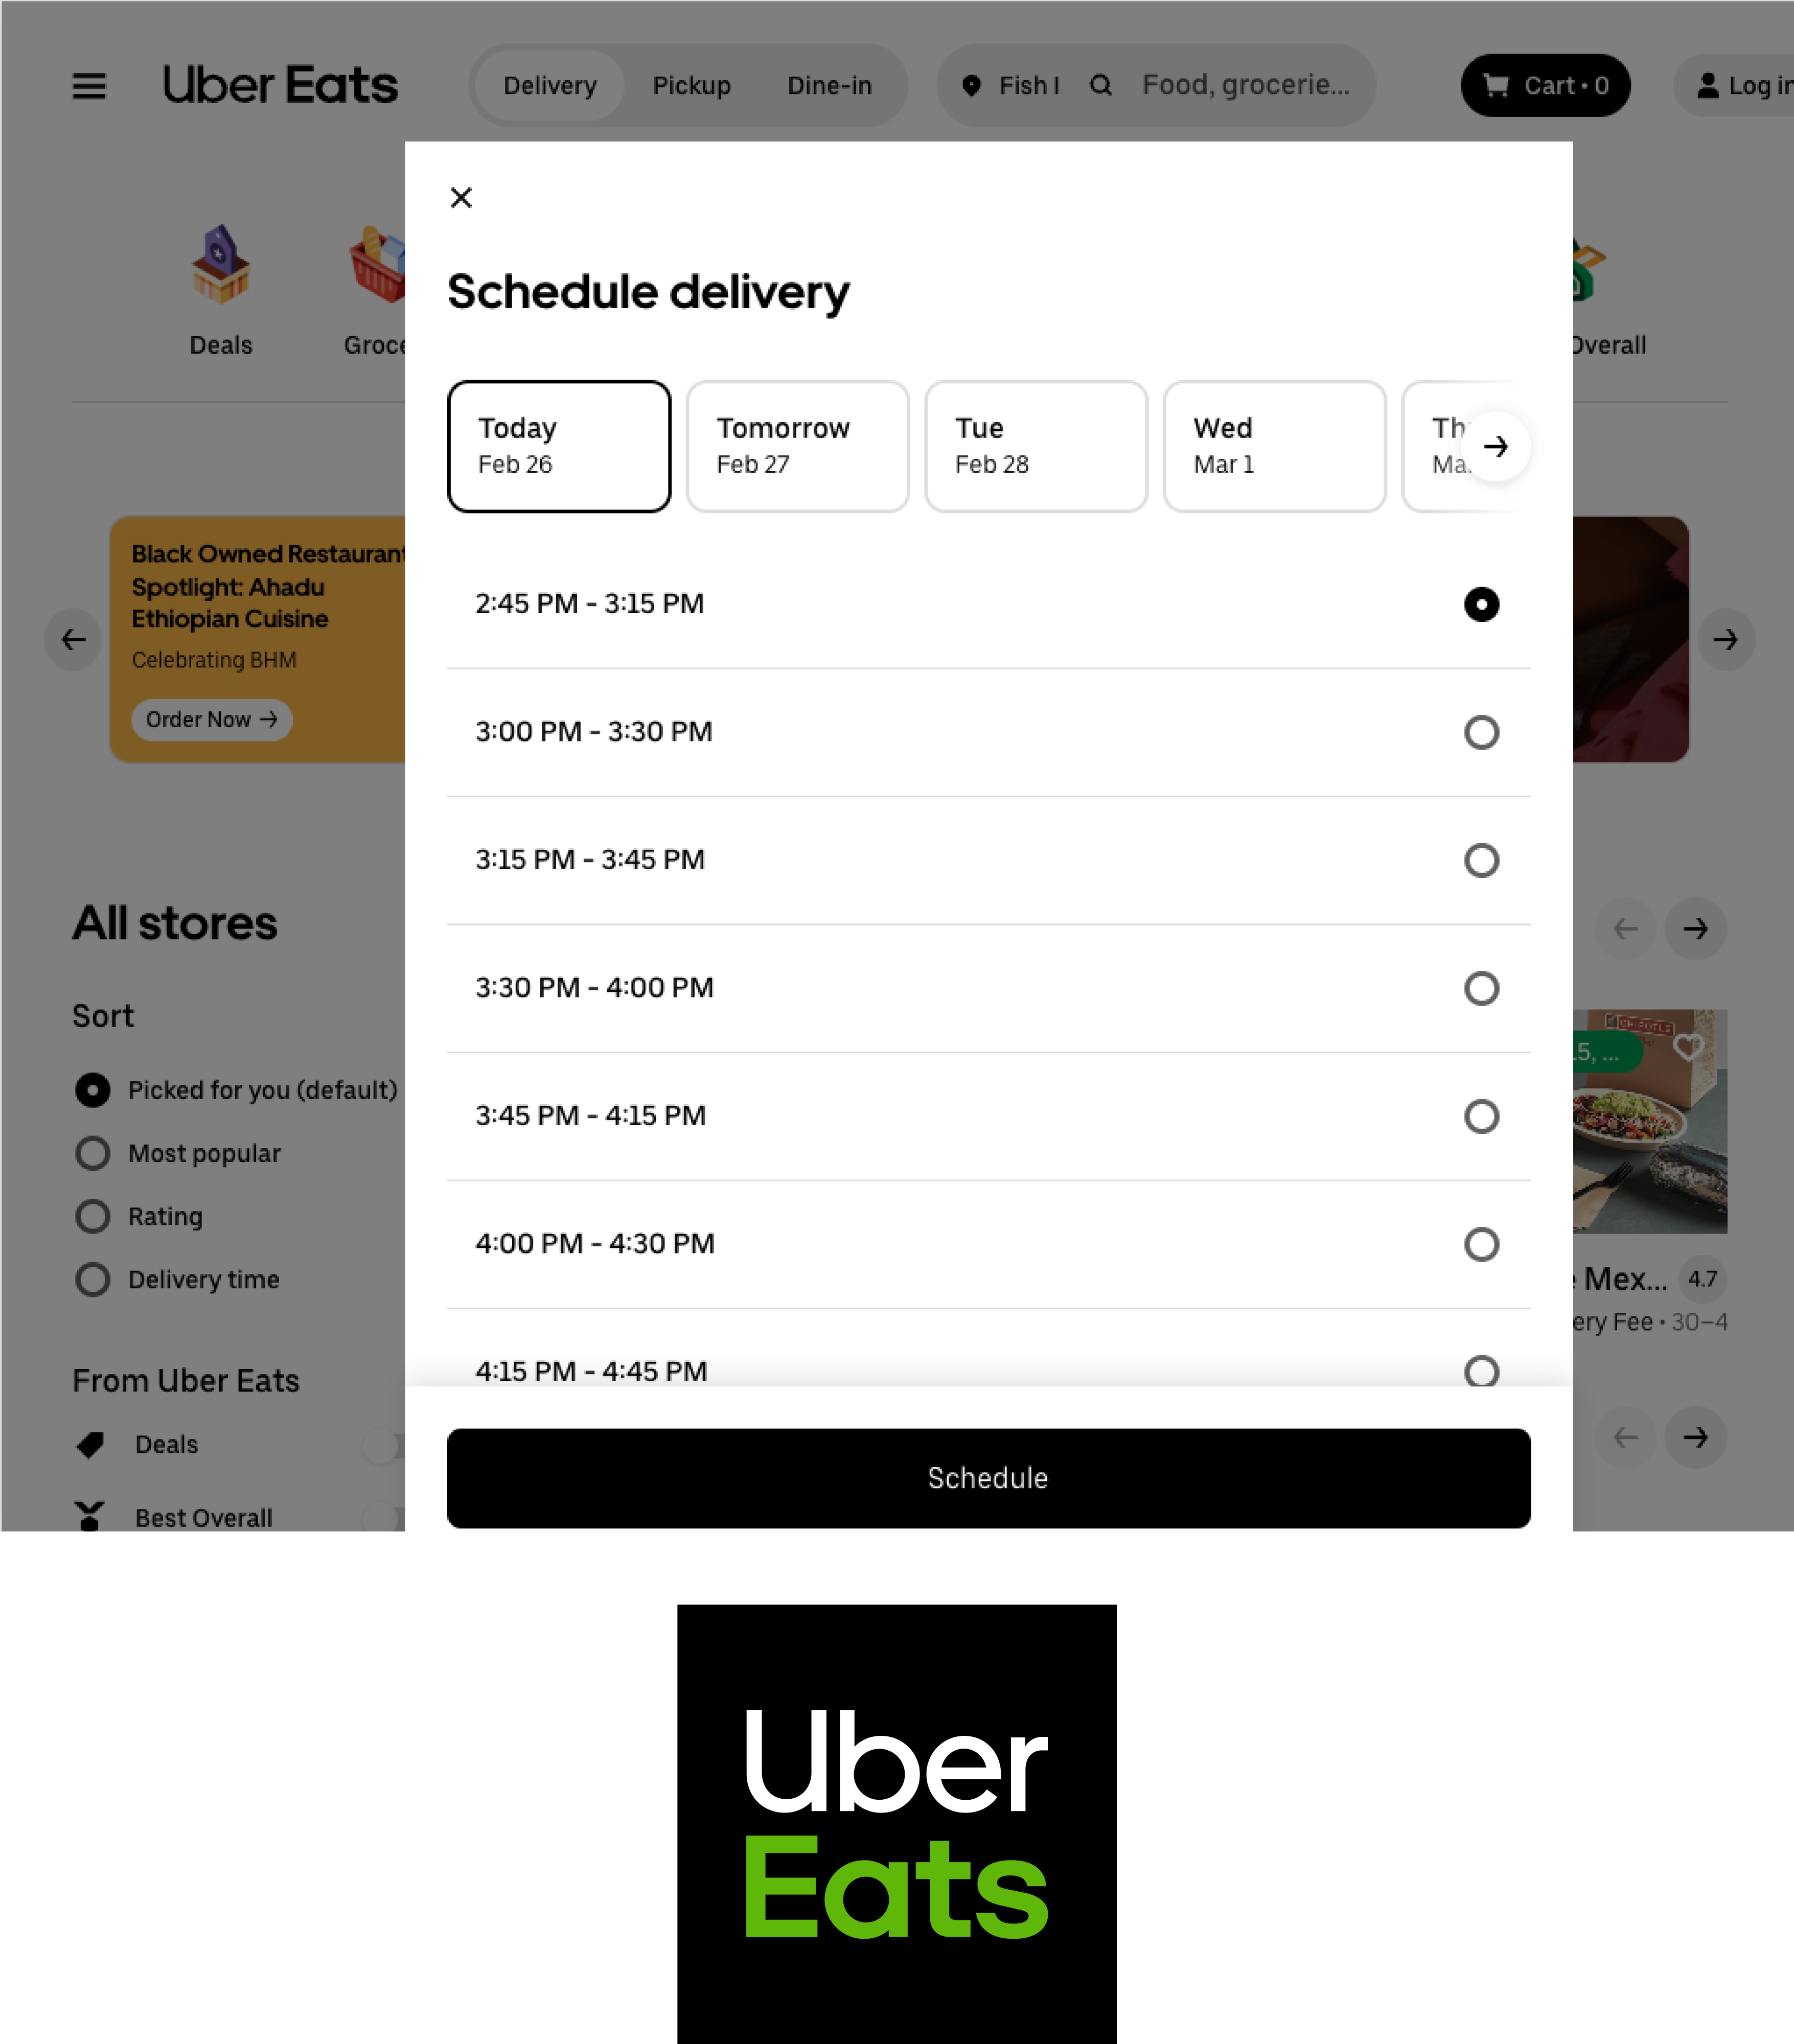 Uber Eats
Delivery
Pickup
Dine-in
Fish
Food, grocerie...
Cart • 0
Log in
Deals
Overall
Schedule delivery
Today
Feb 26
Tomorrow
Feb 27
Tue
Feb 28
Wed
Mar 1
Black Owned Restaurant
Spotlight: Ahadu
Ethiopian Cuisine
Celebrating BHM
Order Now →
2:45 PM - 3:15 PM
3:00 PM - 3:30 PM
3:15 PM - 3:45 PM
3:30 PM - 4:00 PM
3:45 PM - 4:15 PM
4:00 PM - 4:30 PM
4:15 PM - 4:45 PM
Schedule
All stores
Sort
Picked for you (default)
Most popular
Rating
Delivery time
From Uber Eats
Deals
Best Overall
CHIPOTLE
5, ...
Mex... 4.7
Fee • 30–4
Uber
Eats